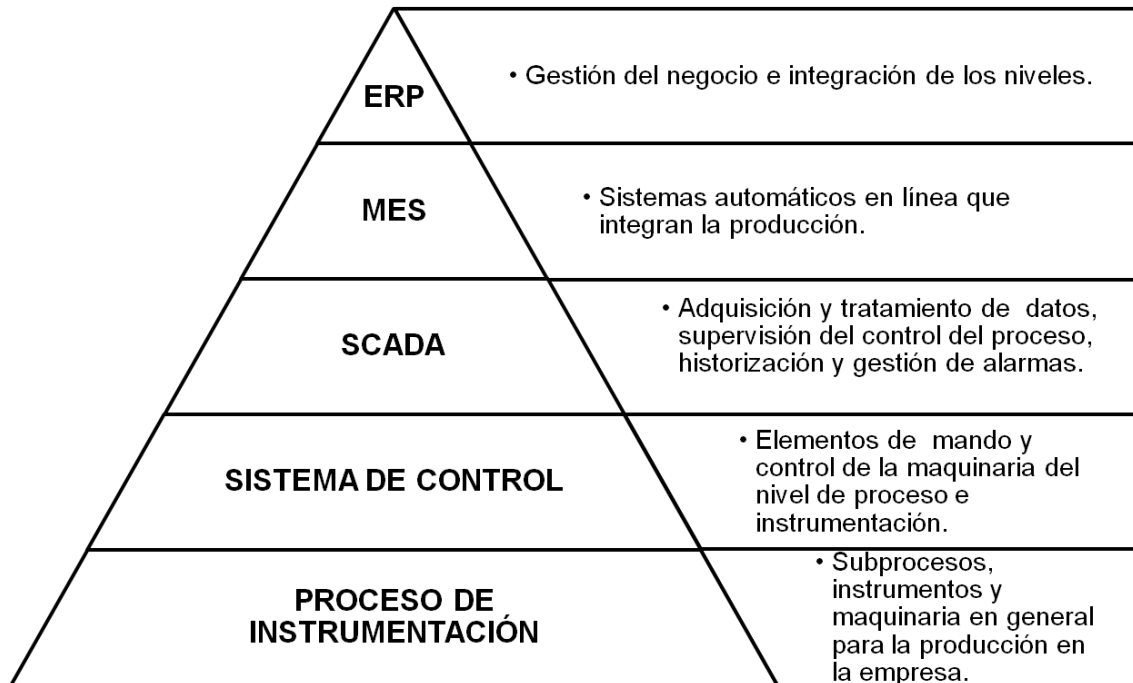 ERP
• Gestión del negocio e integración de los niveles.
MES
• Sistemas automáticos en línea que
integran la producción.
SCADA
• Adquisición y tratamiento de datos,
supervisión del control del proceso,
historización y gestión de alarmas.
SISTEMA DE CONTROL
• Elementos de mando y
control de la maquinaria del
nivel de proceso e
instrumentación.
PROCESO DE
INSTRUMENTACIÓN
• Subprocesos,
instrumentos y
maquinaria en general
para la producción en
la empresa.